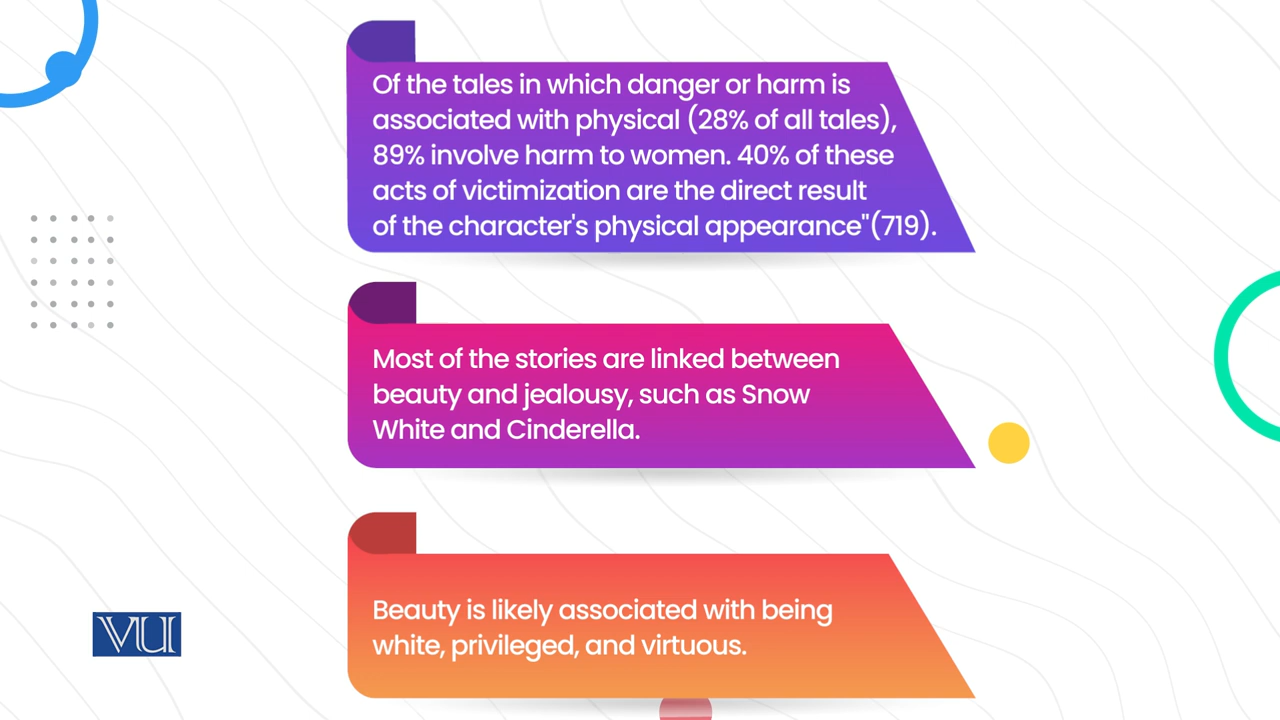 Of the tales in which danger or harm is
associated with physical (28% of all tales),
89% involve harm to women. 40% of these
acts of victimization are the direct result
of the character's physical appearance"(719).
Most of the stories are linked between
beauty and jealousy, such as Snow
White and Cinderella.
Beauty is likely associated with being
white, privileged, and virtuous.
VU